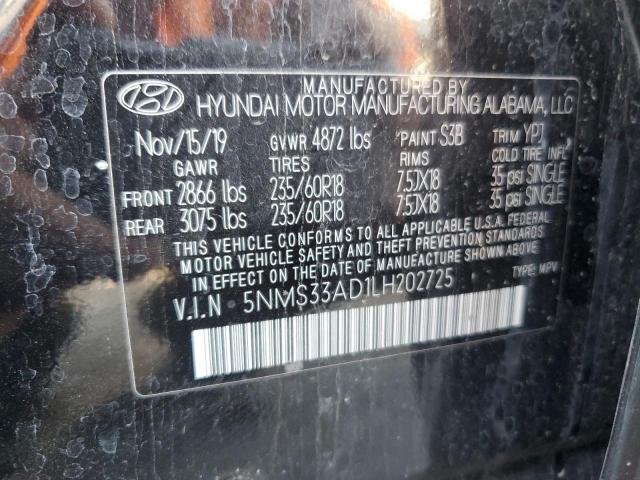 MANUFACTURED BY
HYUNDAI MOTOR MANUFACTURING ALABAMA, LLC
Nov/15/19 GVWR 4872 lbs PAINT S3B TRIM YPJ
GAWR TIRES RIMS COLD TIRE INFL
FRONT 2866 lbs 235/60R18 7.5JX18 35 psi SINGLE
REAR 3075 lbs 235/60R18 7.5JX18 35 psi SINGLE
THIS VEHICLE CONFORMS TO ALL APPLICABLE U.S.A. FEDERAL
MOTOR VEHICLE SAFETY AND THEFT PREVENTION STANDARDS
IN EFFECT ON THE DATE OF MANUFACTURE SHOWN ABOVE.
V.I.N 5NMS33AD1LH202725 TYPE: MPV